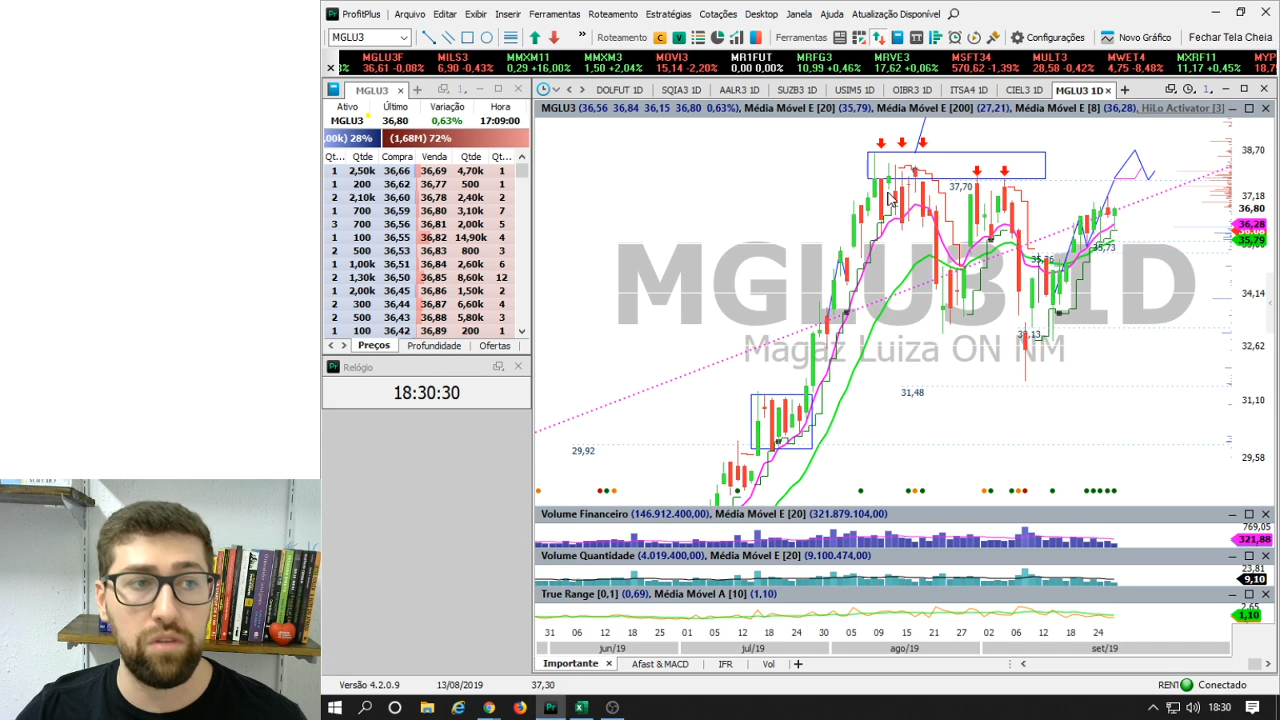 ProfitPlus Arquivo Editar Exibir Inserir Ferramentas Roteamento Estratégias Cotações Desktop Janela Ajuda Atualização Disponível
MGLU3 » Roteamento C V Ferramentas Configurações Novo Gráfico Fechar Tela Cheia
MGLU3F MILS3 MMXM11 MMXM3 MOVI3 MR1FUT MRFG3 MRVE3 MSFT34 MULT3 MWET4 MXRF11 MYP
36,61 -0,08% 6,90 -0,43% 0,29 +16,00% 1,50 +2,04% 15,14 -2,20% 0,00 0,00% 10,99 +0,46% 17,62 +0,06% 570,62 -1,39% 28,58 -0,42% 4,75 -8,48% 11,17 +0,45% 18,7
MGLU3
DOLFUT 1D SQIA3 1D AALR3 1D SUZB3 1D USIM5 1D OIBR3 1D ITSA4 1D CIEL3 1D MGLU3 1D
Ativo Último Variação Hora
MGLU3 36,80 0,63% 17:09:00
,00k) 28% (1,68M) 72%
Qt... Qtde Compra Venda Qtde Qt...
1 2,50k 36,66 36,69 4,70k 1
1 200 36,62 36,77 500 1
2 2,10k 36,60 36,78 2,40k 2
1 700 36,59 36,80 3,10k 7
3 700 36,56 36,81 2,00k 5
1 100 36,55 36,82 14,90k 4
2 500 36,53 36,83 800 3
1 1,00k 36,51 36,84 2,60k 6
2 1,30k 36,50 36,85 8,60k 12
1 2,00k 36,45 36,86 1,50k 2
2 300 36,44 36,87 6,60k 4
2 500 36,43 36,88 5,80k 3
1 100 36,42 36,89 200 1
Preços Profundidade Ofertas
Relógio
18:30:30
MGLU3 (36,56 36,84 36,15 36,80 0,63%), Média Móvel E [20] (35,79), Média Móvel E [200] (27,21), Média Móvel E [8] (36,28), HiLo Activator [3]
MGLUB 1D
Magaz Luiza ON NM
37,70
35,73
31,48
29,92
38,70
37,18
36,80
36,28
35,79
34,14
32,62
31,10
29,58
Volume Financeiro (146.912.400,00), Média Móvel E [20] (321.879.104,00)
769,05
321,88
Volume Quantidade (4.019.400,00), Média Móvel E [20] (9.100.474,00)
23,81
9,10
True Range [0,1] (0,69), Média Móvel A [10] (1,10)
2,65
1,10
31 06 12 18 25 01 05 12 18 24 30 05 09 15 21 27 02 06 12 18 24
jun/19 jul/19 ago/19 set/19
Importante Afast & MACD IFR Vol
Versão 4.2.0.9 13/08/2019 37,30 Conectado
18:30